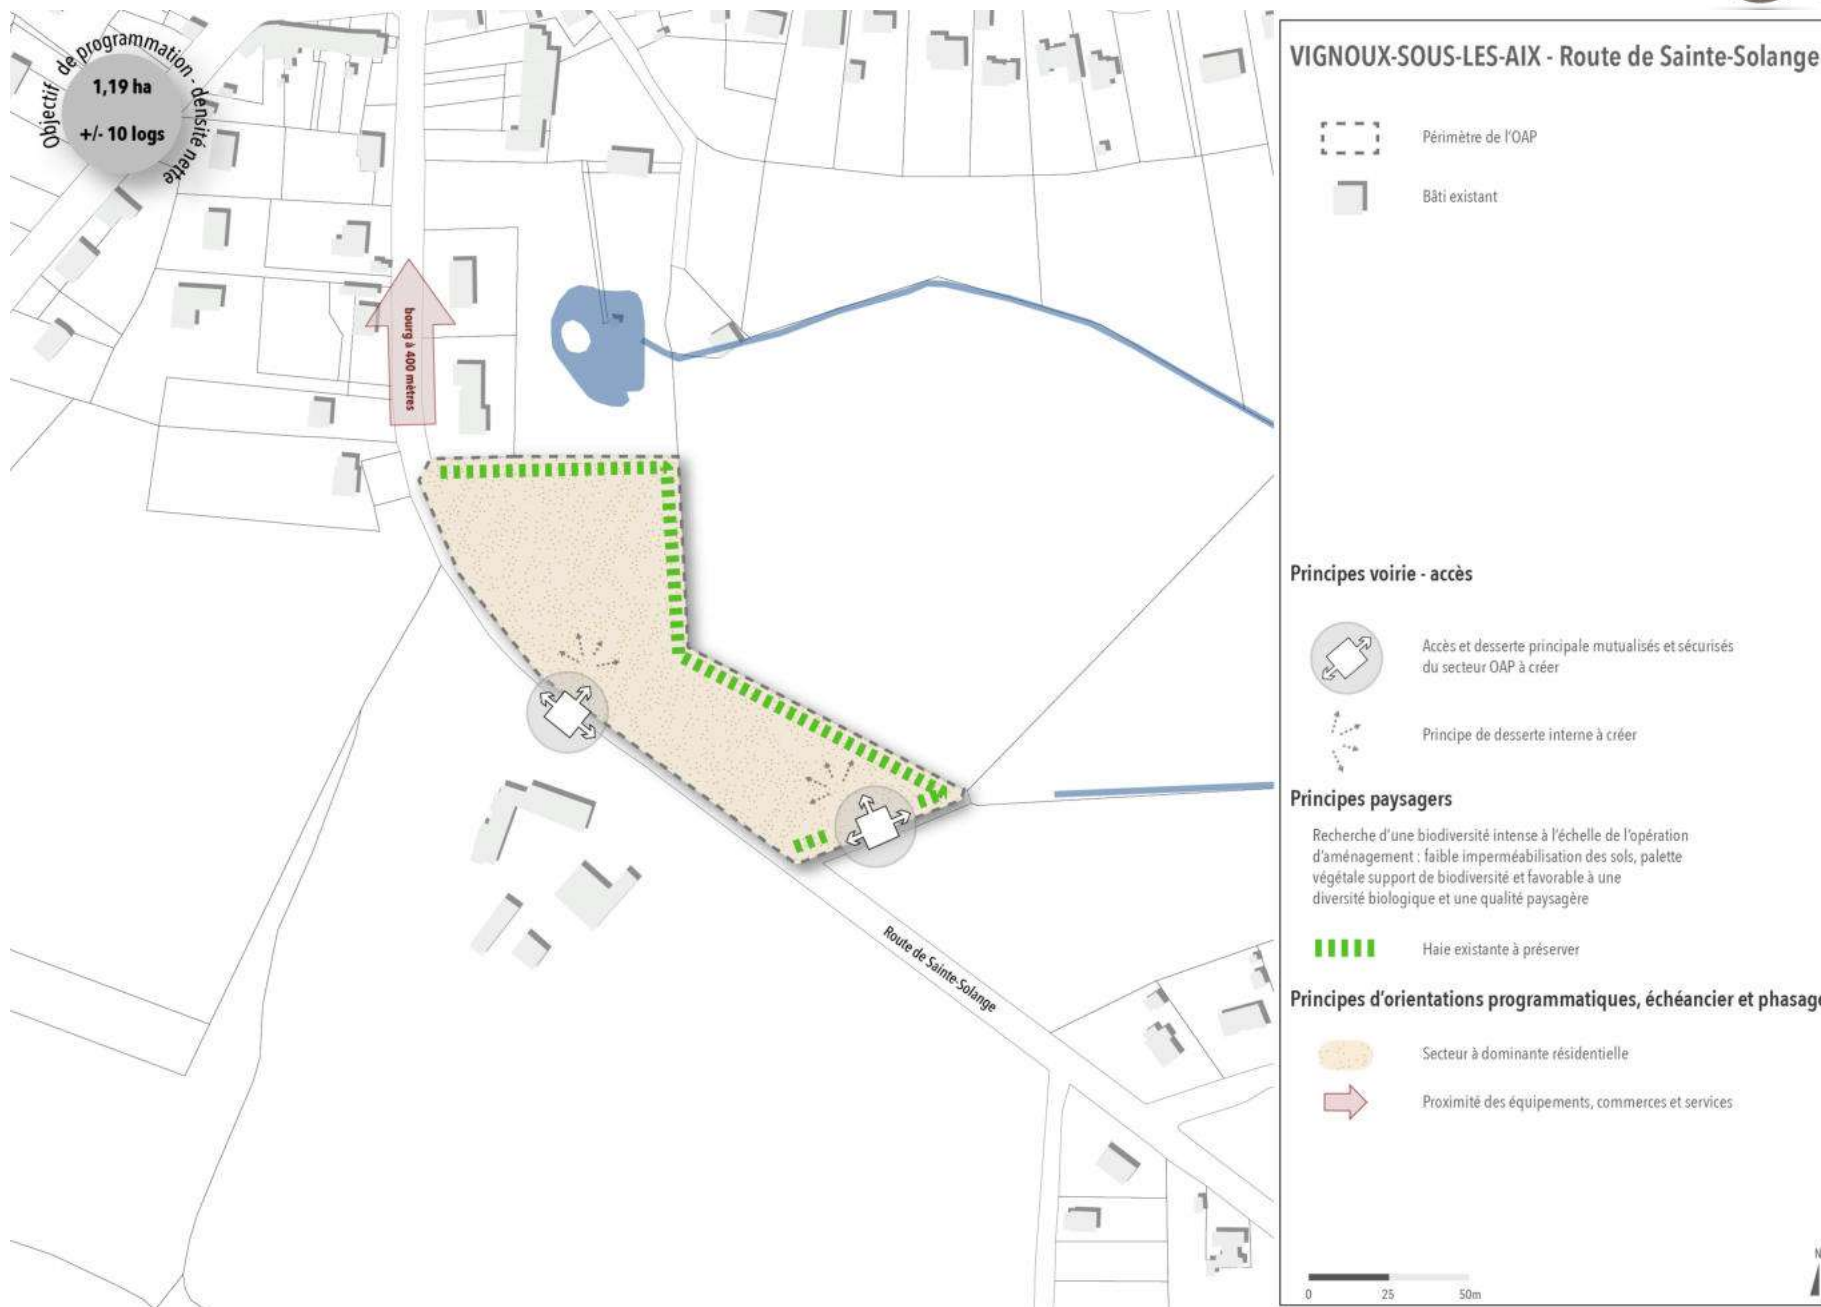 Objectif de programmation - densité nette
1,19 ha
+/- 10 logs
bourg à 400 mètres
Route de Sainte-Solange
VIGNOUX-SOUS-LES-AIX - Route de Sainte-Solange
Périmètre de l'OAP
Bâti existant
Principes voirie - accès
Accès et desserte principale mutualisés et sécurisés
du secteur OAP à créer
Principe de desserte interne à créer
Principes paysagers
Recherche d'une biodiversité intense à l'échelle de l'opération
d'aménagement : faible imperméabilisation des sols, palette
végétale support de biodiversité et favorable à une
diversité biologique et une qualité paysagère
Haie existante à préserver
Principes d'orientations programmatiques, échéancier et phasage
Secteur à dominante résidentielle
Proximité des équipements, commerces et services
0 25 50m
N